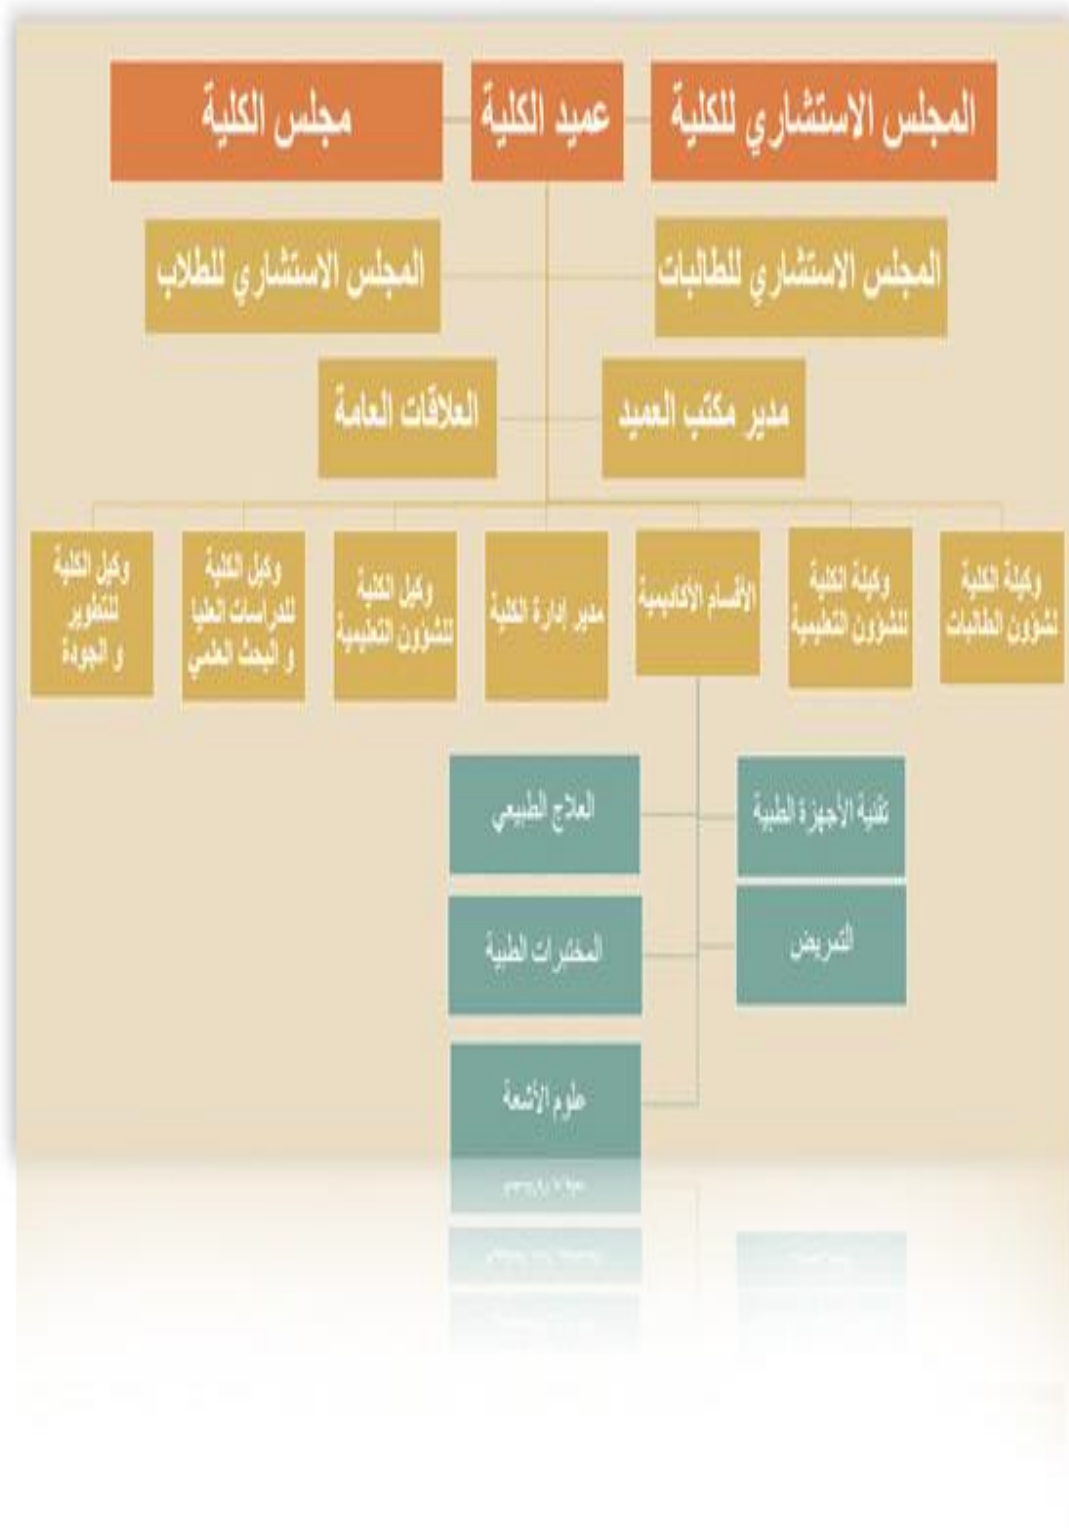 المجلس الاستشاري للكلية
عميد الكلية
مجلس الكلية
المجلس الاستشاري للطالبات
المجلس الاستشاري للطلاب
مدير مكتب العميد
العلاقات العامة
وكيلة الكلية
لشؤون الطالبات
وكيلة الكلية
للشؤون التعليمية
الأقسام الأكاديمية
مدير إدارة الكلية
وكيل الكلية
للشؤون التعليمية
وكيل الكلية
للدراسات العليا
و البحث العلمي
وكيل الكلية
للتطوير
و الجودة
تقنية الأجهزة الطبية
العلاج الطبيعي
التمريض
المختبرات الطبية
علوم الأشعة